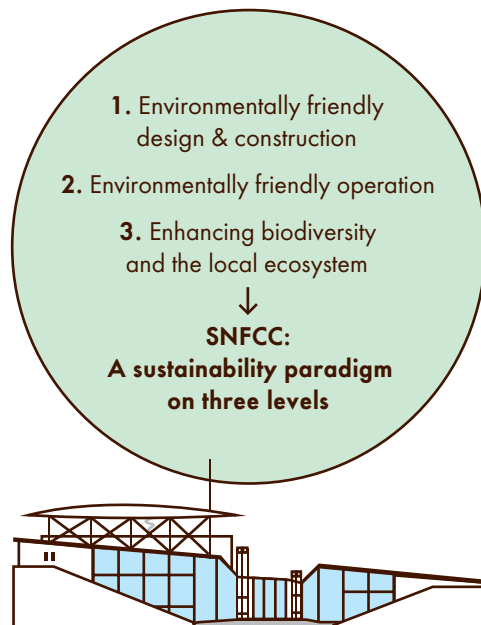 1. Environmentally friendly
design & construction
2. Environmentally friendly operation
3. Enhancing biodiversity
and the local ecosystem
SNFCC:
A sustainability paradigm
on three levels